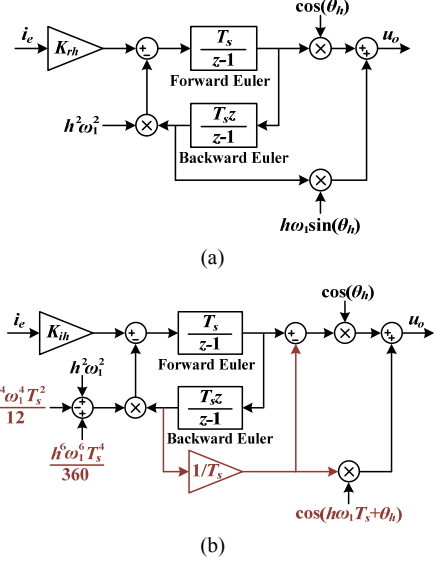 cos(θₕ)
iₑ
Kᵣₕ
Tₛ
z-1
uₒ
Forward Euler
h²ω₁²
Tₛz
z-1
Backward Euler
hω₁sin(θₕ)
(a)
cos(θₕ)
iₑ
Kᵢₕ
Tₛ
z-1
uₒ
Forward Euler
h²ω₁²
⁴ω₁⁴Tₛ²
12
Tₛz
z-1
Backward Euler
h⁶ω₁⁶Tₛ⁴
360
1/Tₛ
cos(hω₁Tₛ+θₕ)
(b)